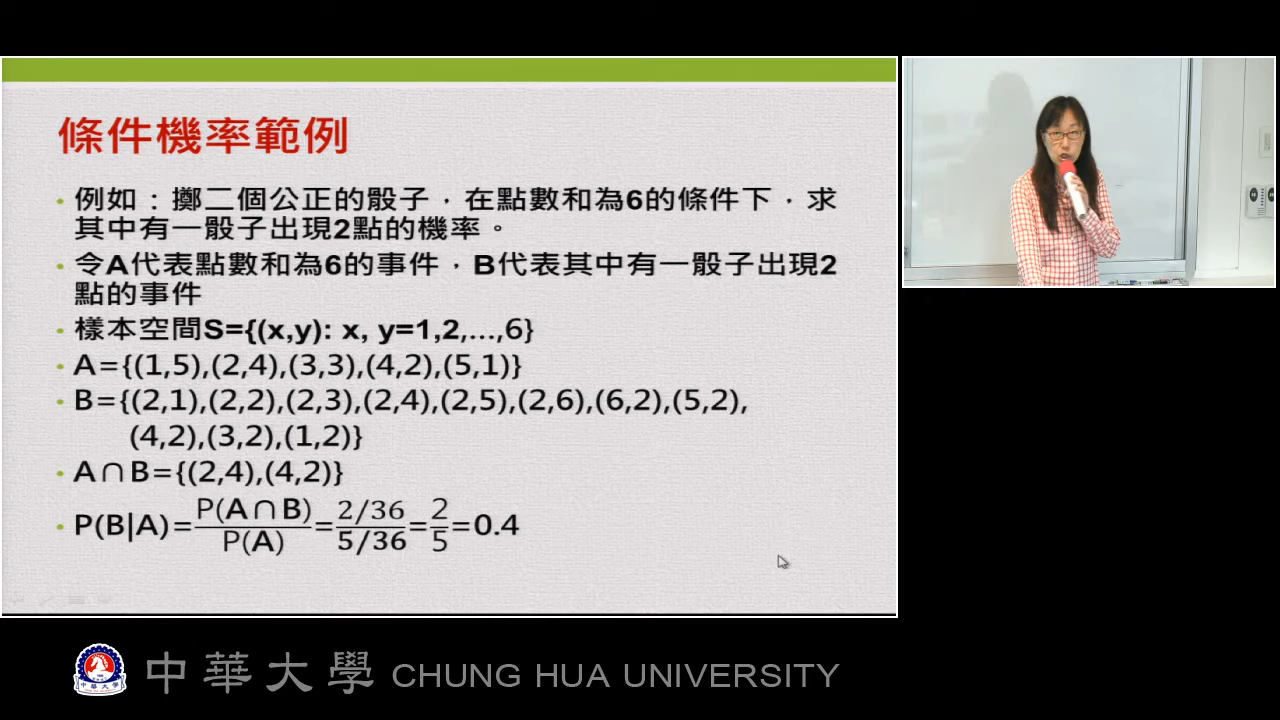 條件機率範例
例如：擲二個公正的骰子，在點數和為6的條件下，求
其中有一骰子出現2點的機率。
令A代表點數和為6的事件，B代表其中有一骰子出現2
點的事件
樣本空間S={(x,y): x, y=1,2,...,6}
A={(1,5),(2,4),(3,3),(4,2),(5,1)}
B={(2,1),(2,2),(2,3),(2,4),(2,5),(2,6),(6,2),(5,2),
(4,2),(3,2),(1,2)}
A∩B={(2,4),(4,2)}
P(B|A)=P(A∩B)/P(A)=(2/36)/(5/36)=2/5=0.4
中華大學 CHUNG HUA UNIVERSITY